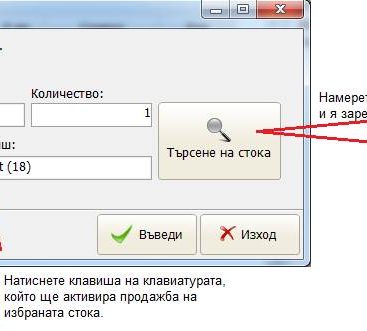 Количество:
1
Намерет
и я заре
Търсене на стока
t (18)
Въведи
Изход
Натиснете клавиша на клавиатурата,
който ще активира продажба на
избраната стока.